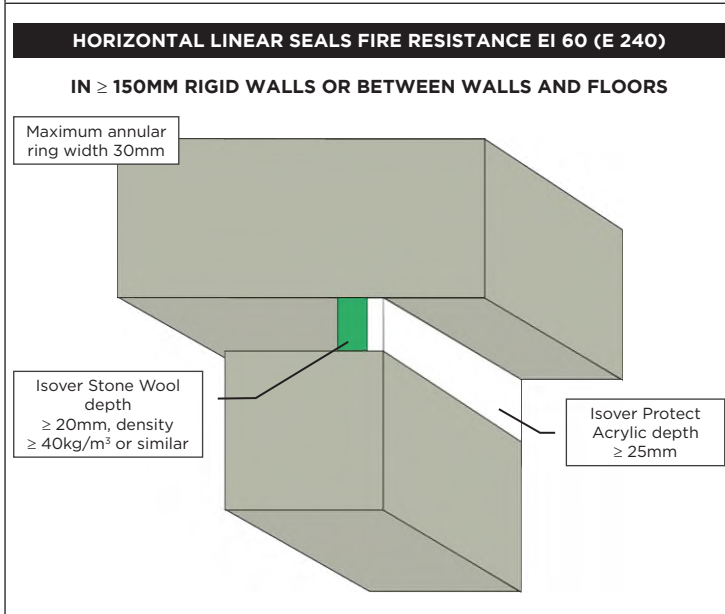 HORIZONTAL LINEAR SEALS FIRE RESISTANCE EI 60 (E 240)
IN ≥ 150MM RIGID WALLS OR BETWEEN WALLS AND FLOORS
Maximum annular
ring width 30mm
Isover Stone Wool
depth
≥ 20mm, density
≥ 40kg/m³ or similar
Isover Protect
Acrylic depth
≥ 25mm